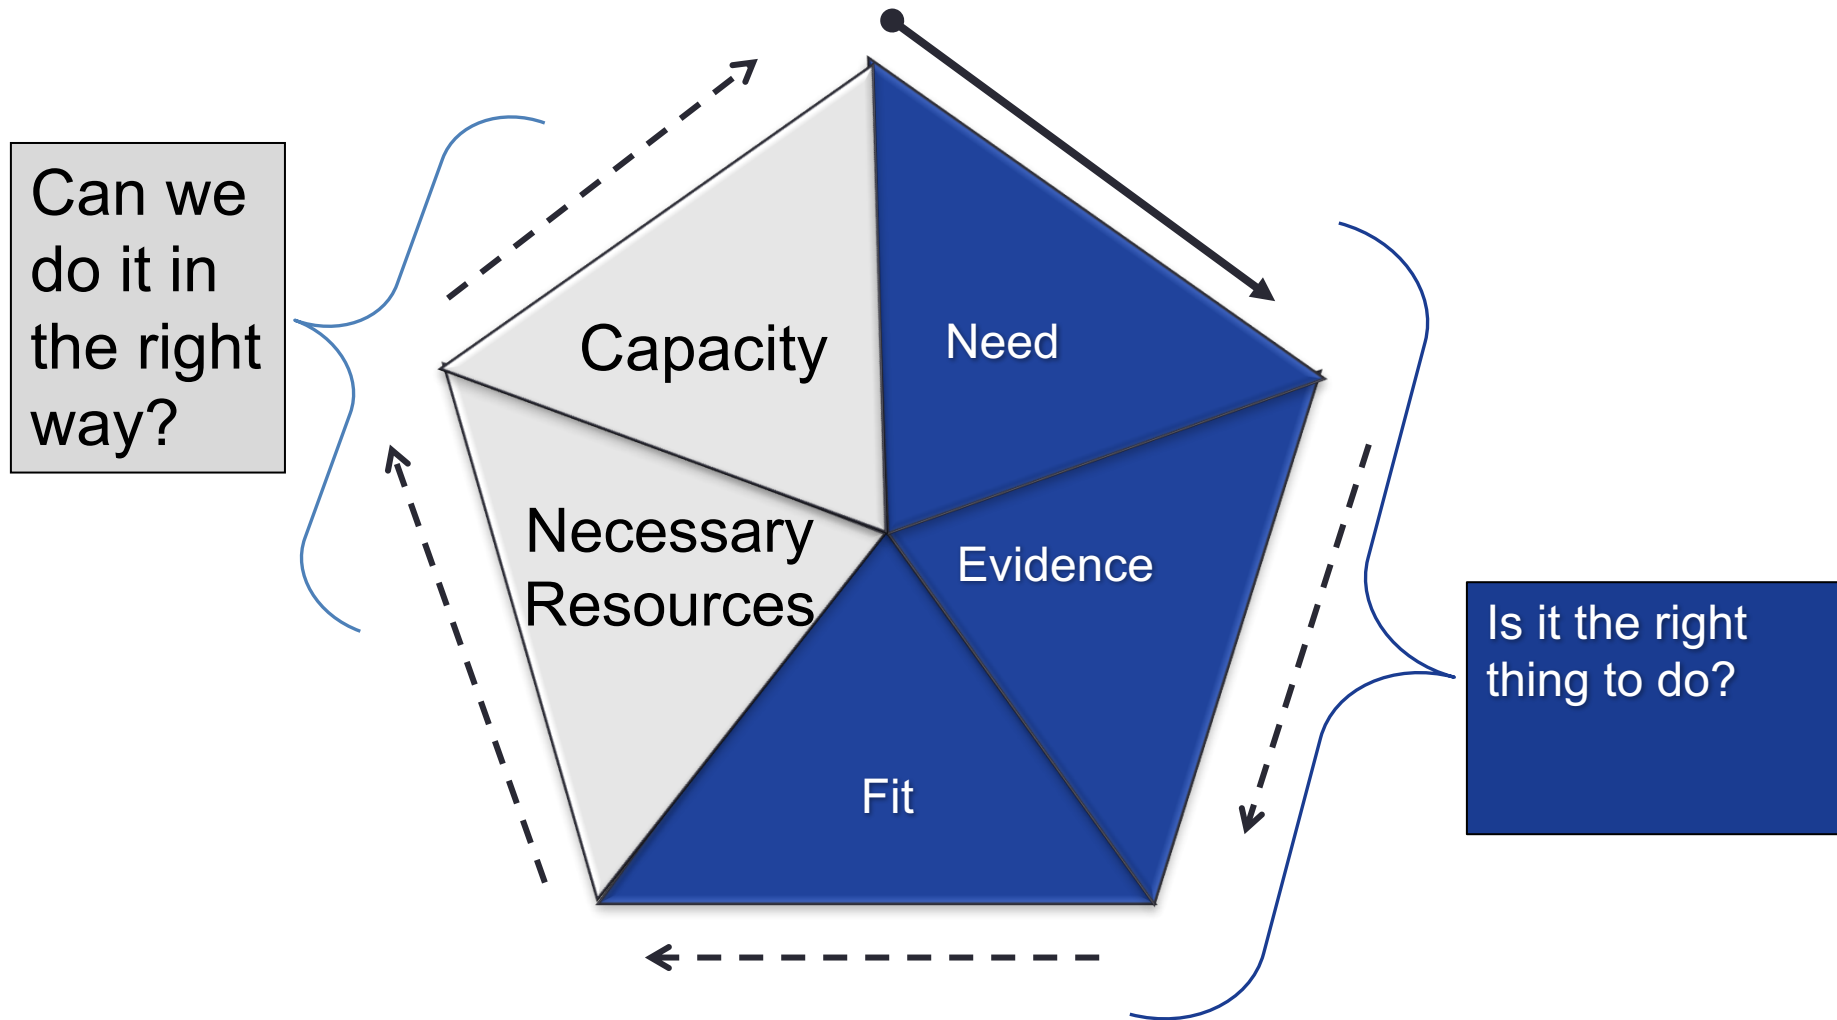 Can we
do it in
the right
way?
Capacity
Need
Necessary
Resources
Evidence
Fit
Is it the right
thing to do?